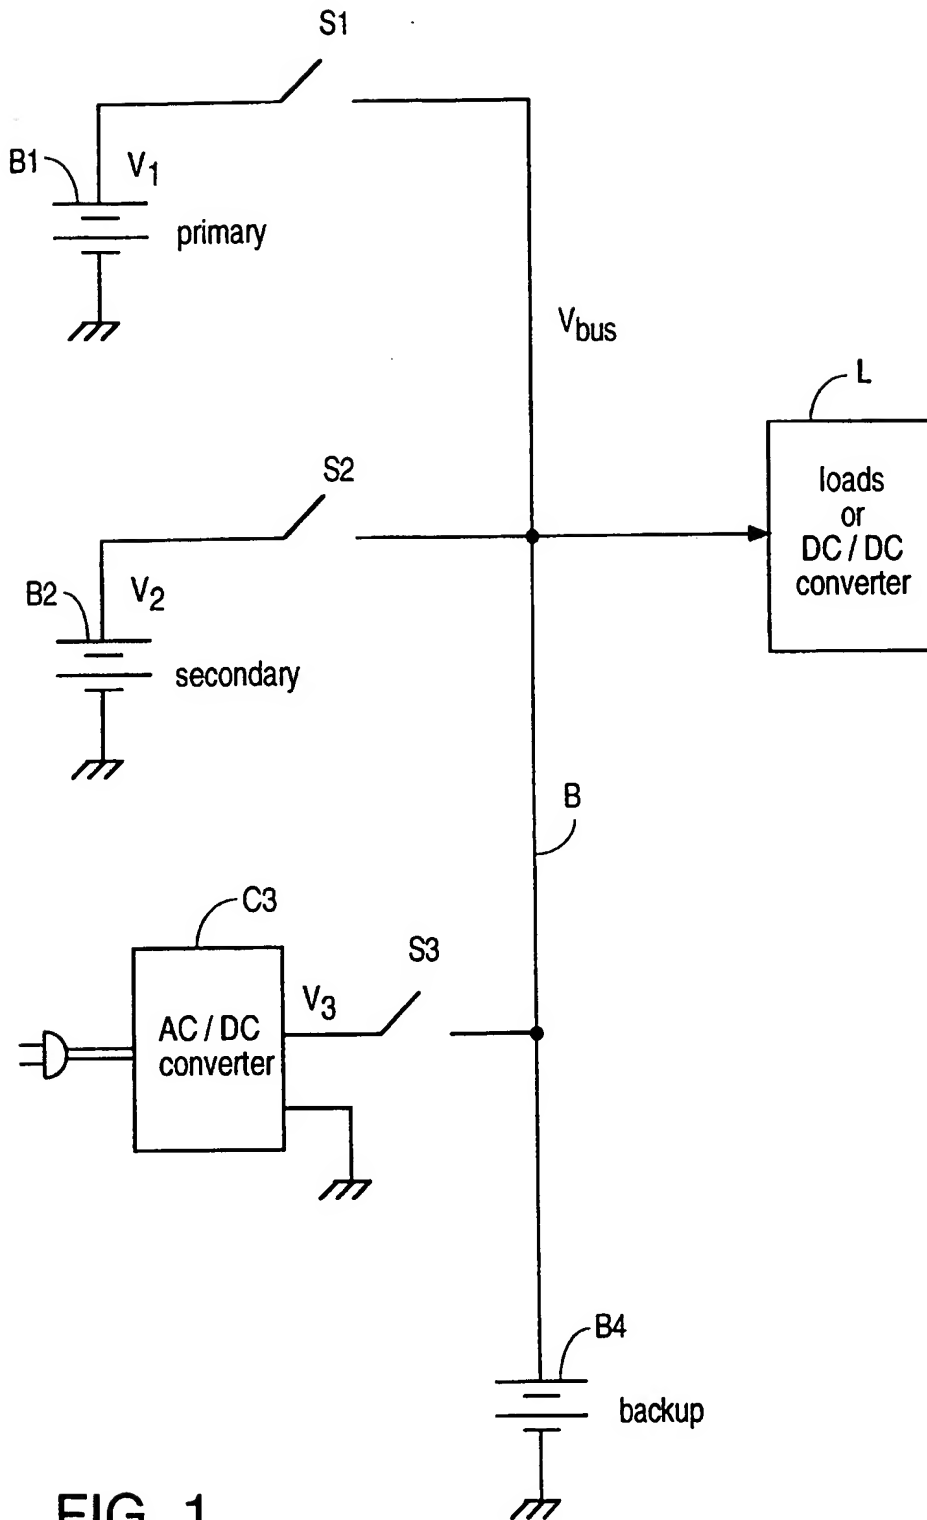 S1
B1
V1
primary
Vbus
L
S2
loads
or
DC / DC
converter
B2
V2
secondary
B
C3
S3
V3
AC / DC
converter
B4
backup
FIG. 1